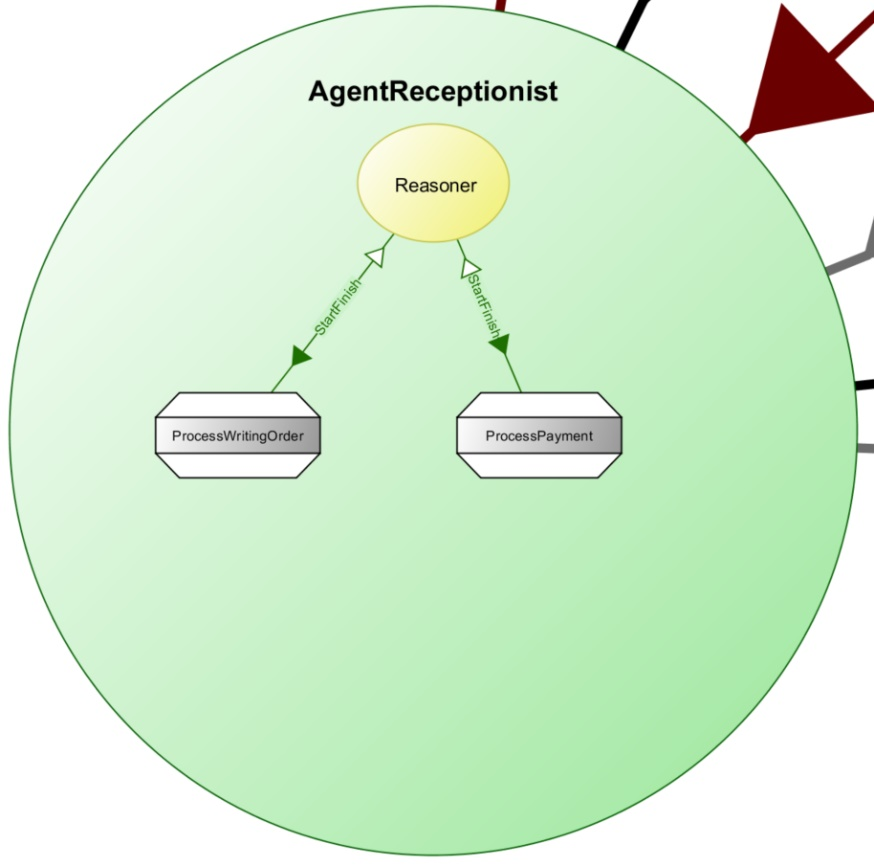 AgentReceptionist
Reasoner
StartFinish
StartFinish
ProcessWritingOrder
ProcessPayment